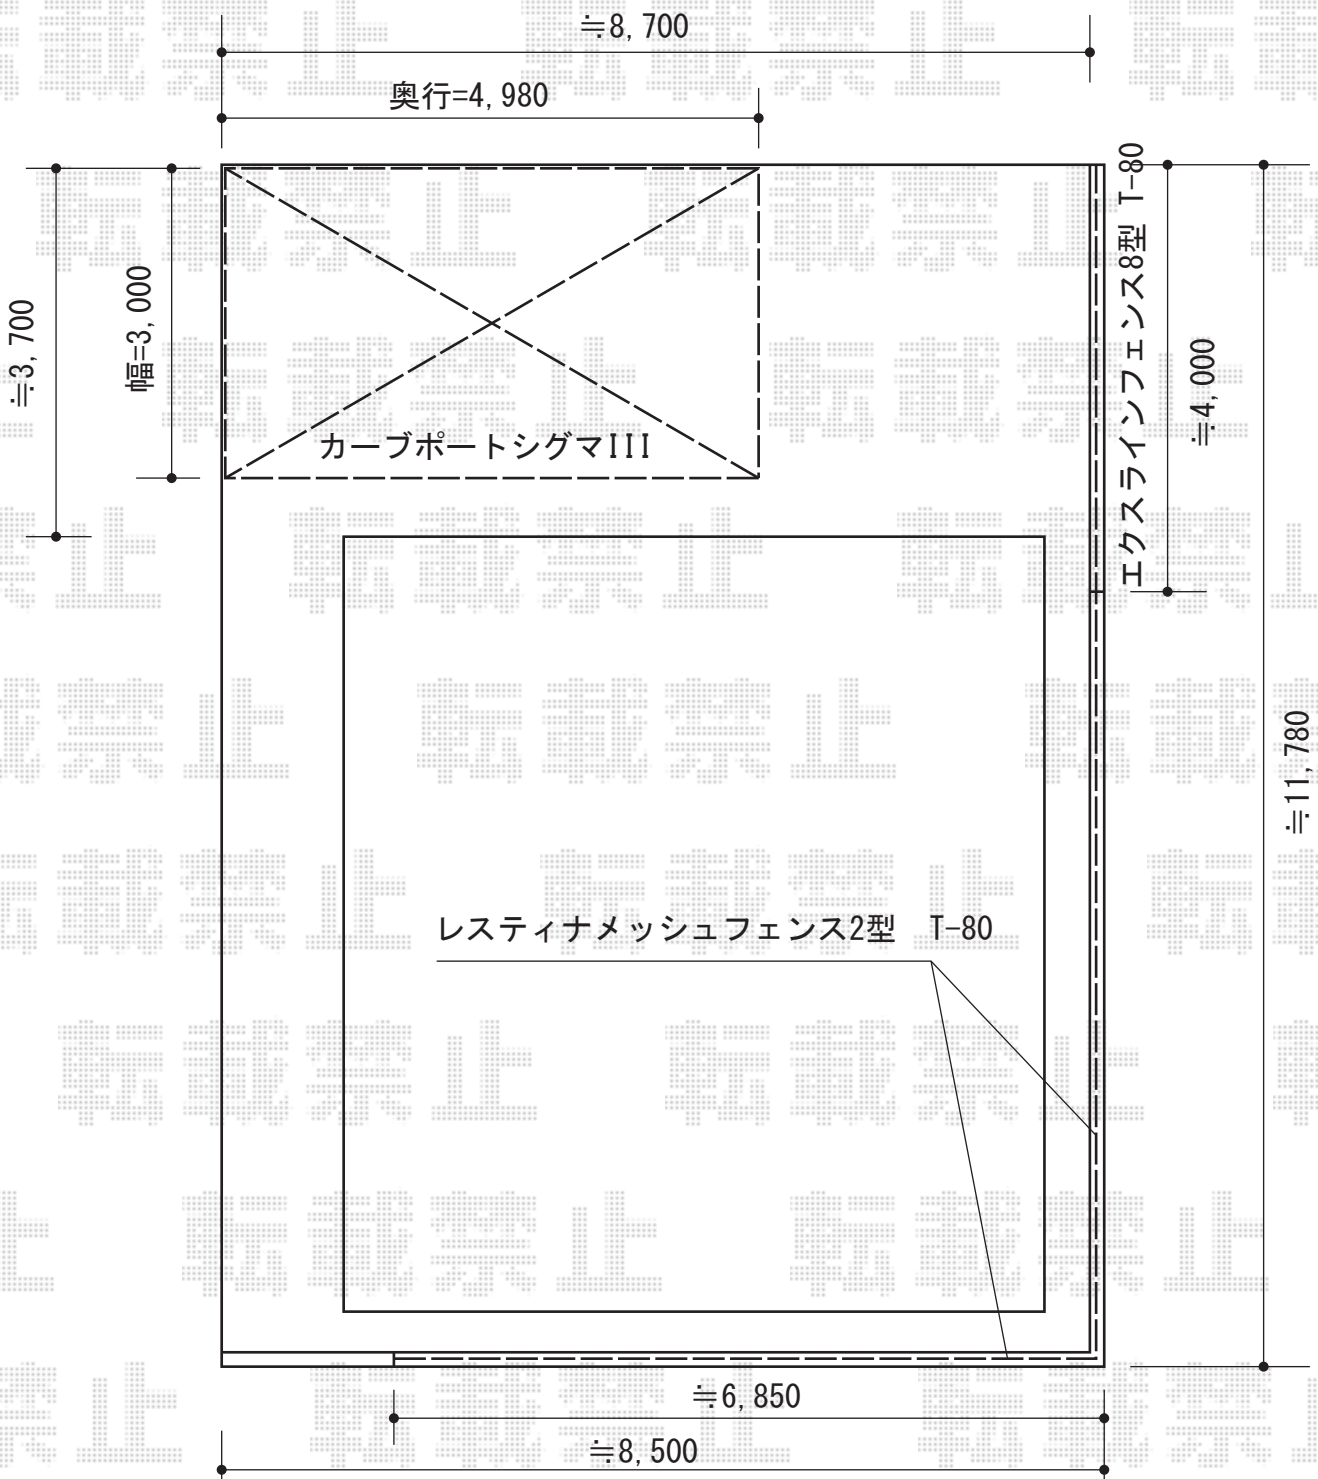 ≒8,700
奥行=4,980
≒3,700
幅=3,000
カーブポートシグマIII
エクスラインフェンス8型 T-80
≒4,000
≒11,780
レスティナメッシュフェンス2型 T-80
≒6,850
≒8,500
転載禁止